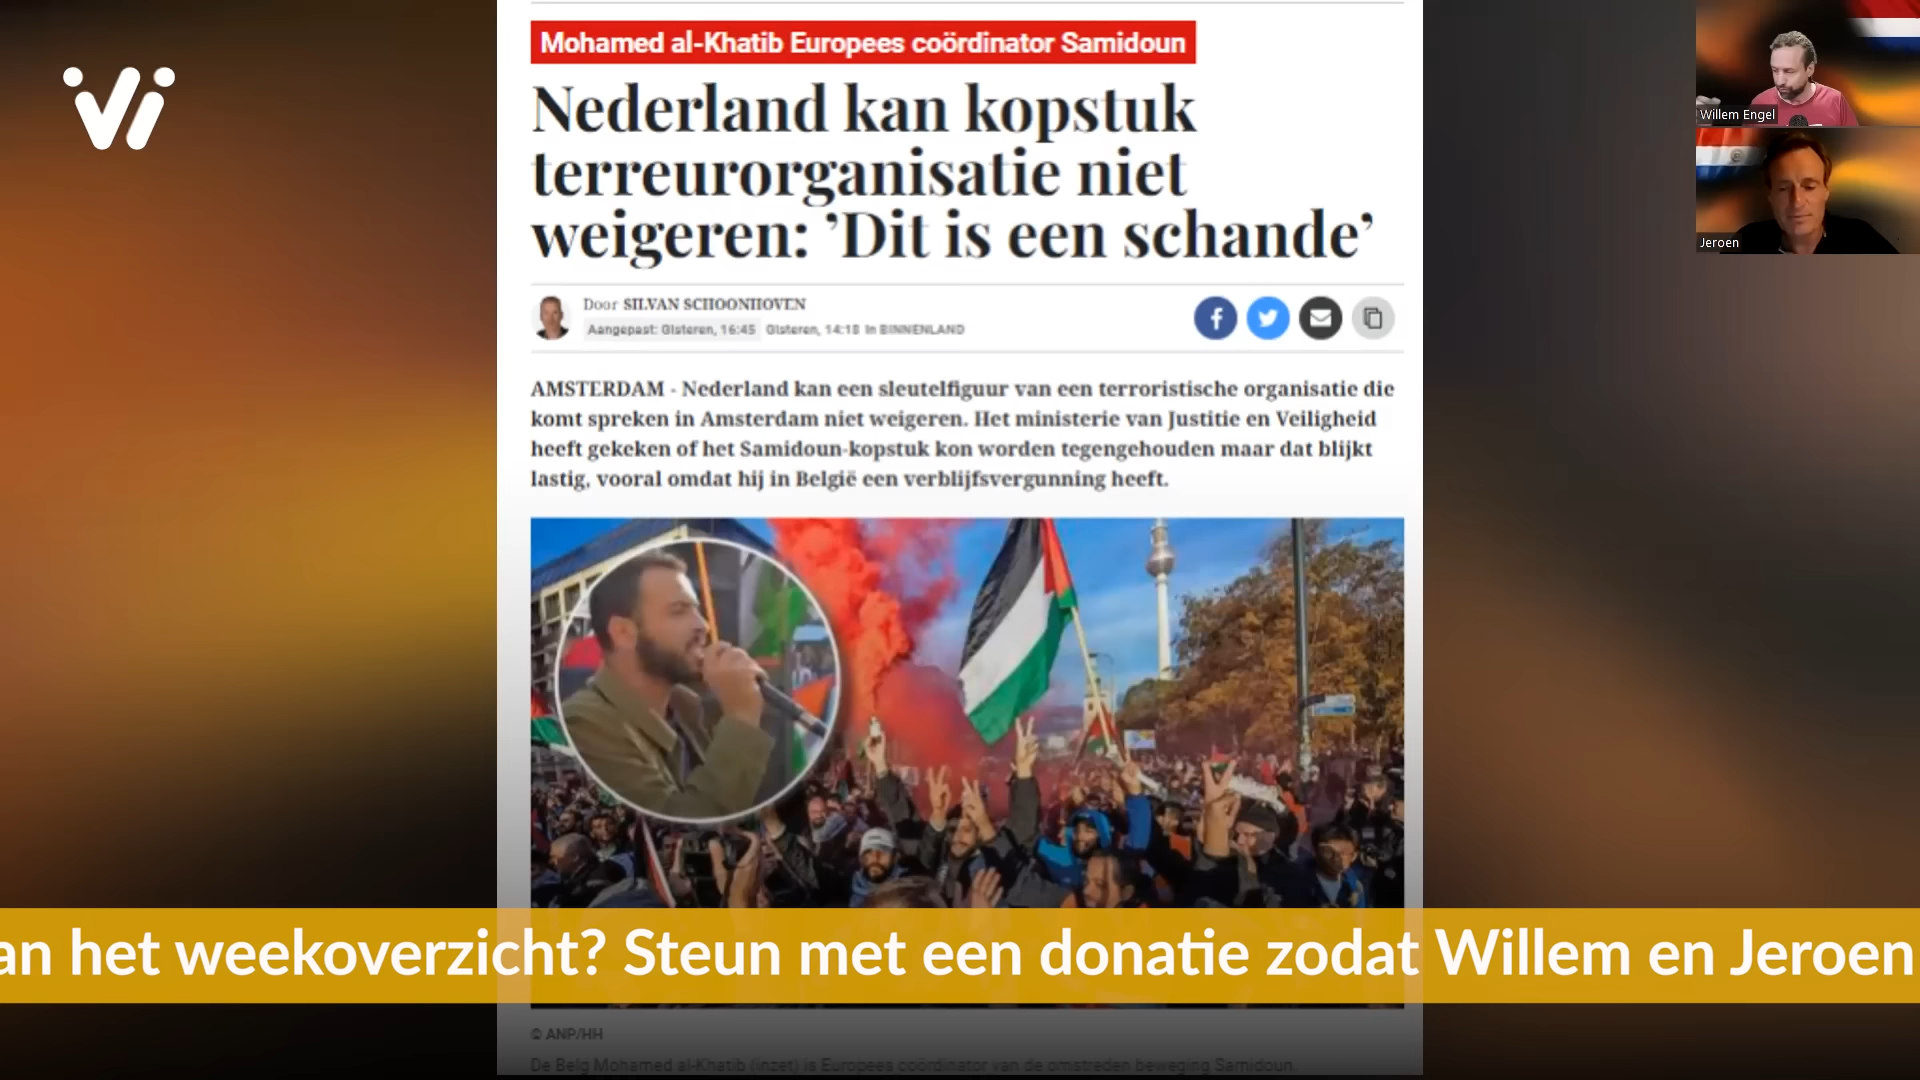 Mohamed al-Khatib Europees coördinator Samidoun
Nederland kan kopstuk
terreurorganisatie niet
weigeren: ’Dit is een schande’
Door SILVAN SCHOONHOVEN
Aangepast: Gisteren, 16:45 Gisteren, 14:18 in BINNENLAND
AMSTERDAM - Nederland kan een sleutelfiguur van een terroristische organisatie die
komt spreken in Amsterdam niet weigeren. Het ministerie van Justitie en Veiligheid
heeft gekeken of het Samidoun-kopstuk kon worden tegengehouden maar dat blijkt
lastig, vooral omdat hij in België een verblijfsvergunning heeft.
an het weekoverzicht? Steun met een donatie zodat Willem en Jeroen
© ANP/HH
De Belg Mohamed al-Khatib (inzet) is Europees coördinator van de omstreden beweging Samidoun.
Willem Engel
Jeroen
Vi